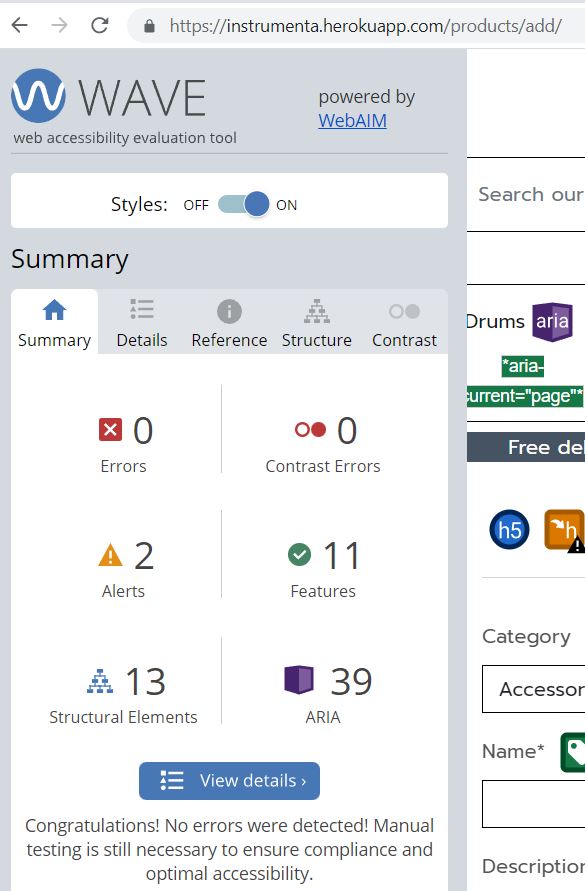 https://instrumenta.herokuapp.com/products/add/
WAVE
web accessibility evaluation tool
powered by
WebAIM
Styles: OFF ON
Summary
Summary Details Reference Structure Contrast
0
Errors
0
Contrast Errors
2
Alerts
11
Features
13
Structural Elements
39
ARIA
View details ›
Congratulations! No errors were detected! Manual
testing is still necessary to ensure compliance and
optimal accessibility.
Search our
Drums aria
*aria-
current="page"*
Free del
h5 h
Category
Accessor
Name*
Description